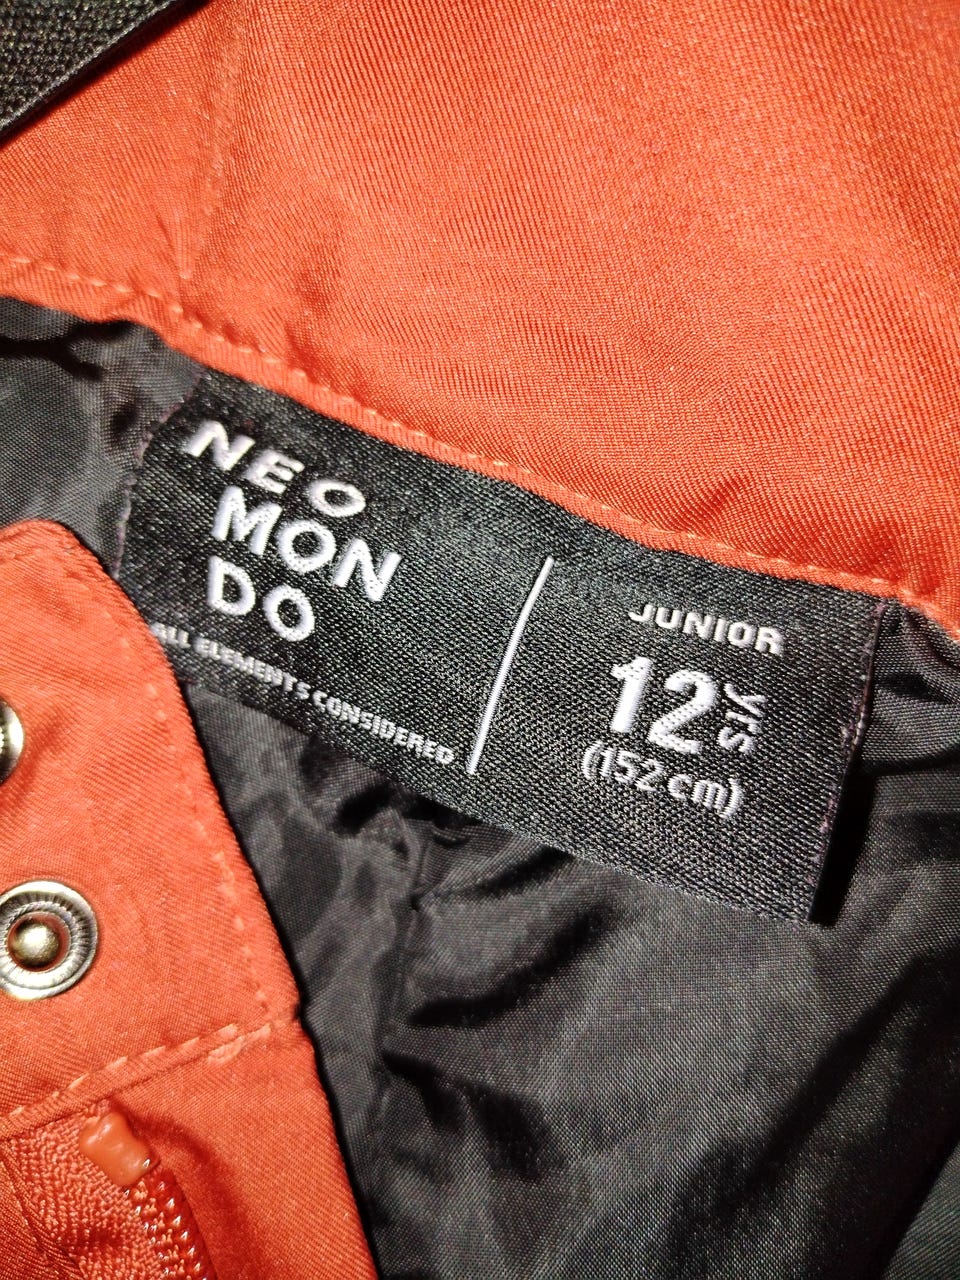 NEO
MON
DO
ALL ELEMENTS CONSIDERED
JUNIOR
12 yrs
(152 cm)